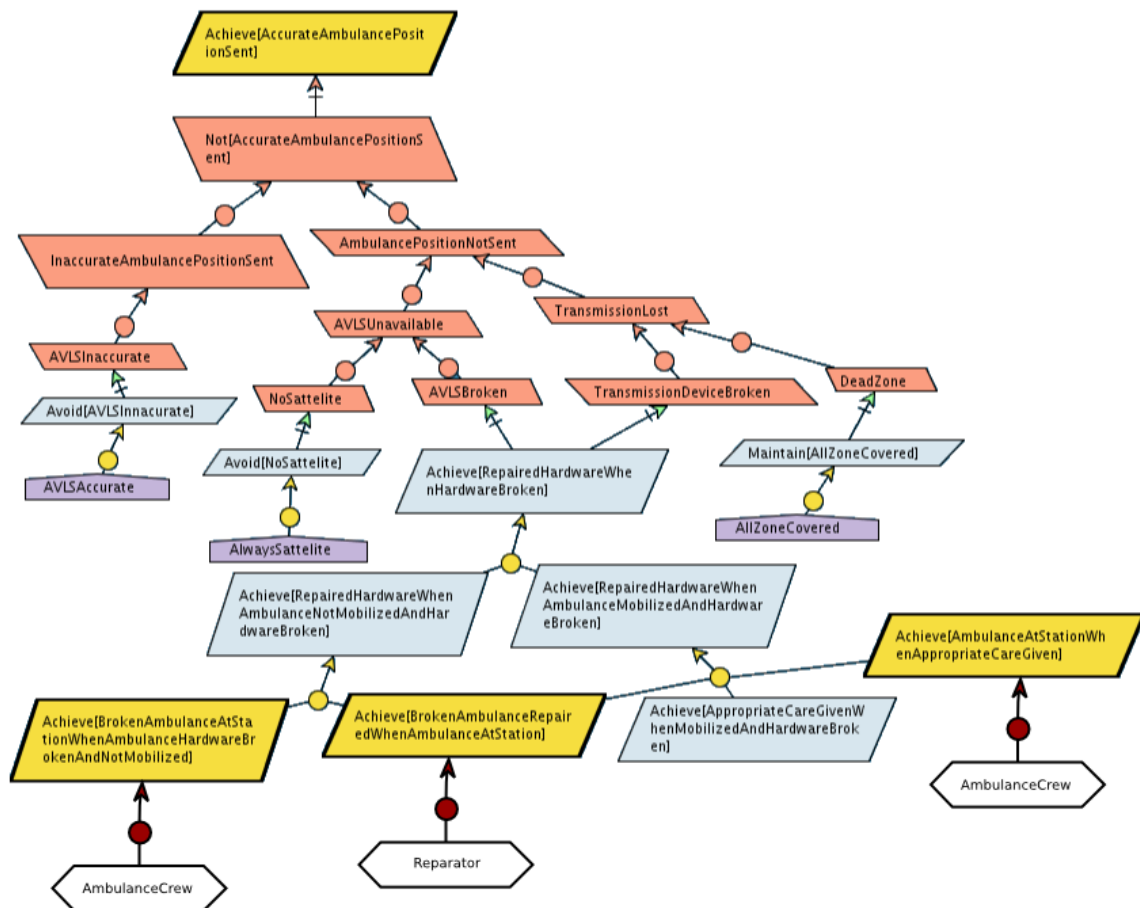 Achieve[AccurateAmbulancePosit
ionSent]
Not[AccurateAmbulancePositionS
ent]
InaccurateAmbulancePositionSent
AmbulancePositionNotSent
AVLSUnavailable
TransmissionLost
AVLSInaccurate
NoSattelite
AVLSBroken
TransmissionDeviceBroken
DeadZone
Avoid[AVLSInnacurate]
Avoid[NoSattelite]
Achieve[RepairedHardwareWhe
nHardwareBroken]
Maintain[AllZoneCovered]
AVLSAccurate
AlwaysSattelite
AllZoneCovered
Achieve[RepairedHardwareWhen
AmbulanceNotMobilizedAndHar
dwareBroken]
Achieve[RepairedHardwareWhen
AmbulanceMobilizedAndHardwar
eBroken]
Achieve[AmbulanceAtStationWh
enAppropriateCareGiven]
Achieve[BrokenAmbulanceAtSta
tionWhenAmbulanceHardwareBr
okenAndNotMobilized]
Achieve[BrokenAmbulanceRepai
redWhenAmbulanceAtStation]
Achieve[AppropriateCareGivenW
henMobilizedAndHardwareBrok
en]
AmbulanceCrew
Reparator
AmbulanceCrew